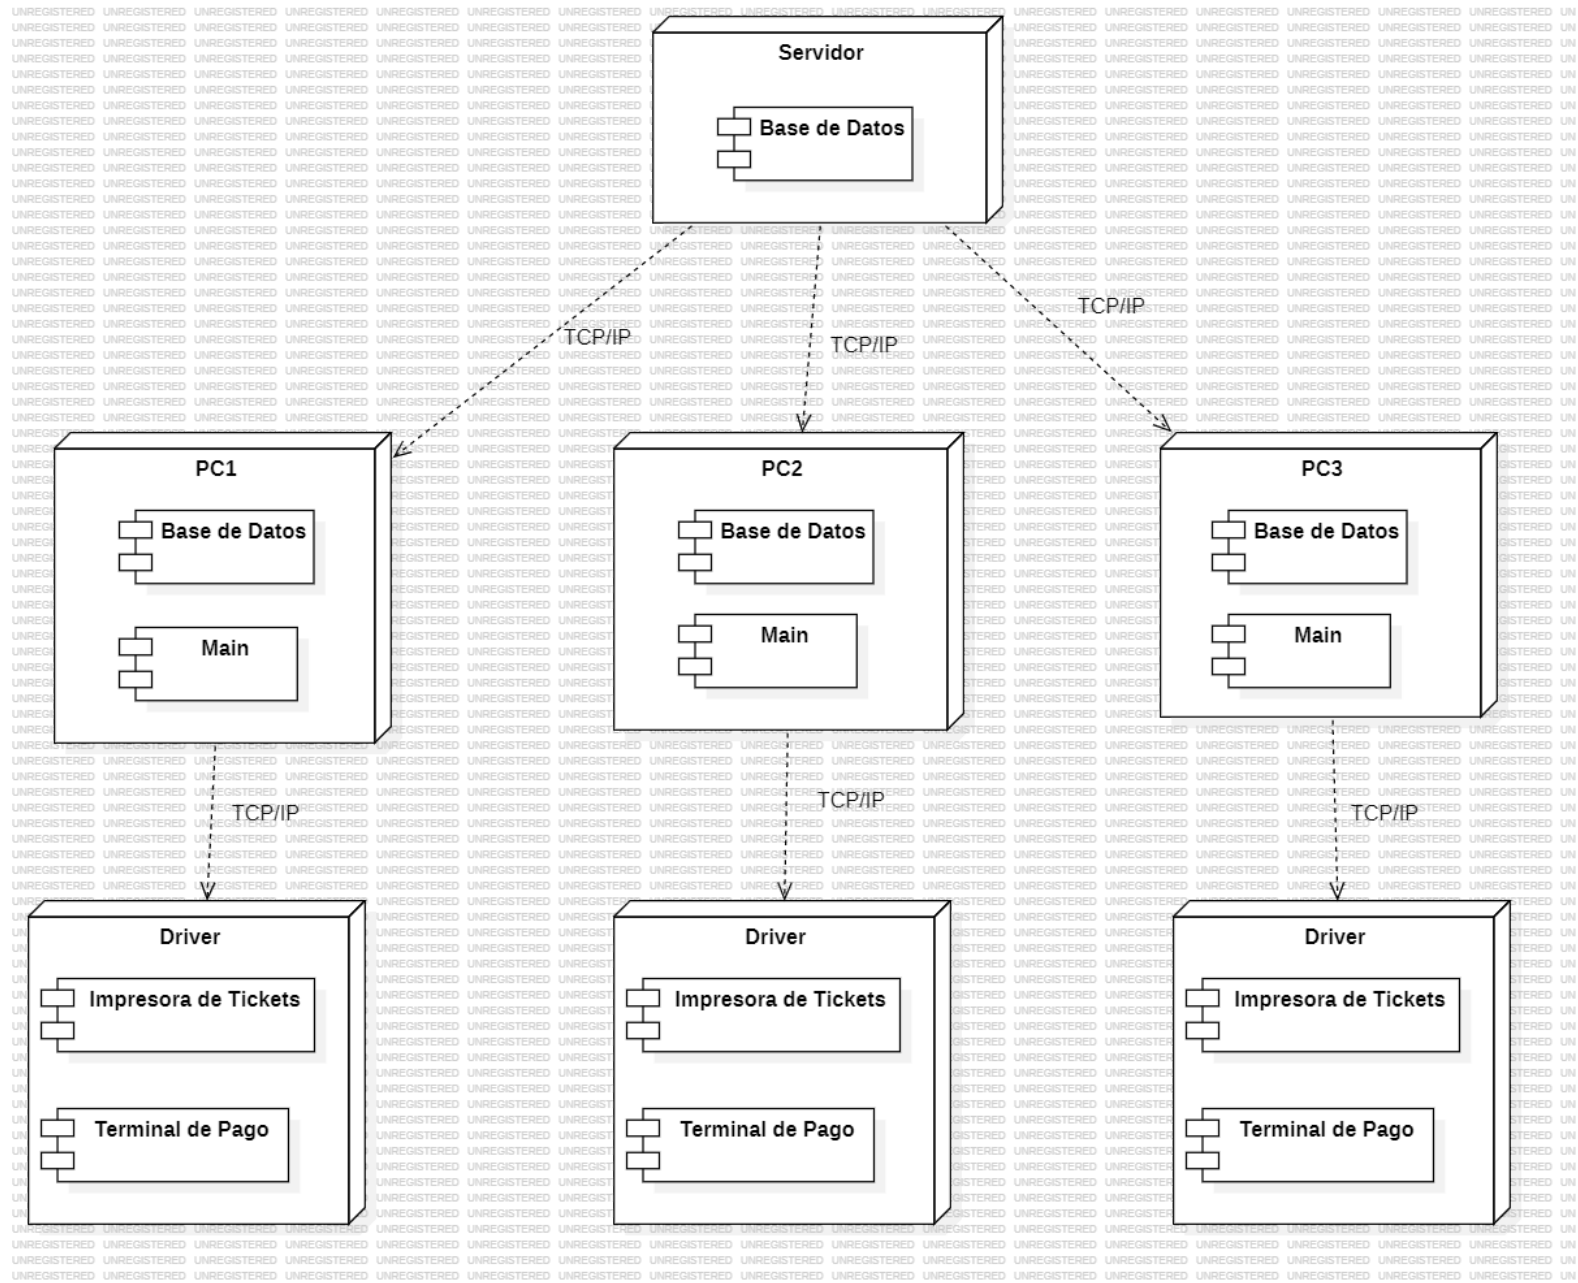 Servidor
Base de Datos
TCP/IP
TCP/IP
TCP/IP
PC1
PC2
PC3
Base de Datos
Base de Datos
Base de Datos
Main
Main
Main
TCP/IP
TCP/IP
TCP/IP
Driver
Driver
Driver
Impresora de Tickets
Impresora de Tickets
Impresora de Tickets
Terminal de Pago
Terminal de Pago
Terminal de Pago
UNREGISTERED